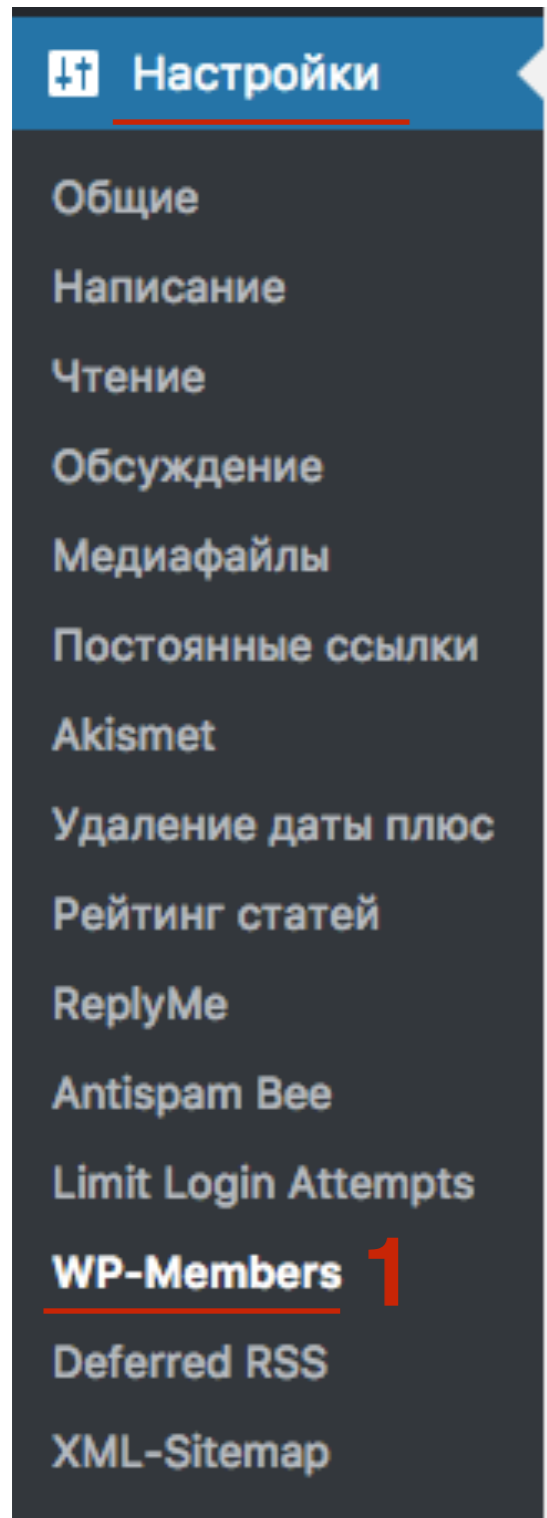 Настройки
Общие
Написание
Чтение
Обсуждение
Медиафайлы
Постоянные ссылки
Akismet
Удаление даты плюс
Рейтинг статей
ReplyMe
Antispam Bee
Limit Login Attempts
WP-Members 1
Deferred RSS
XML-Sitemap